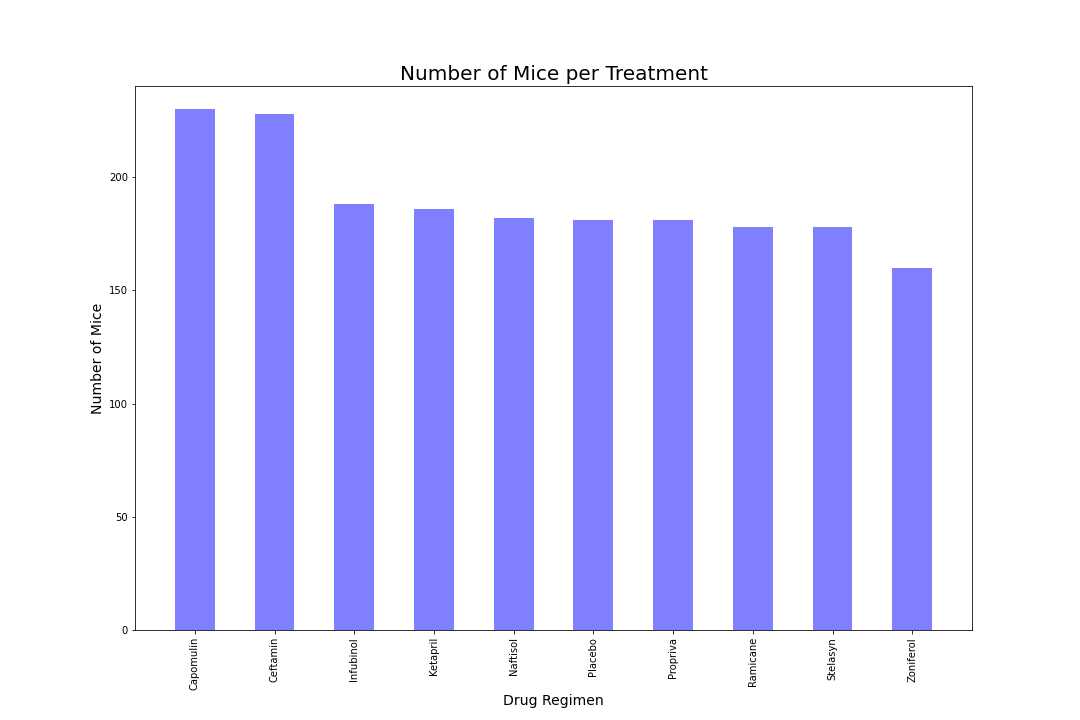 Number of Mice per Treatment
Number of Mice
200
150
100
50
0
Capomulin
Ceftamin
Infubinol
Ketapril
Naftisol
Placebo
Propriva
Ramicane
Stelasyn
Zoniferol
Drug Regimen